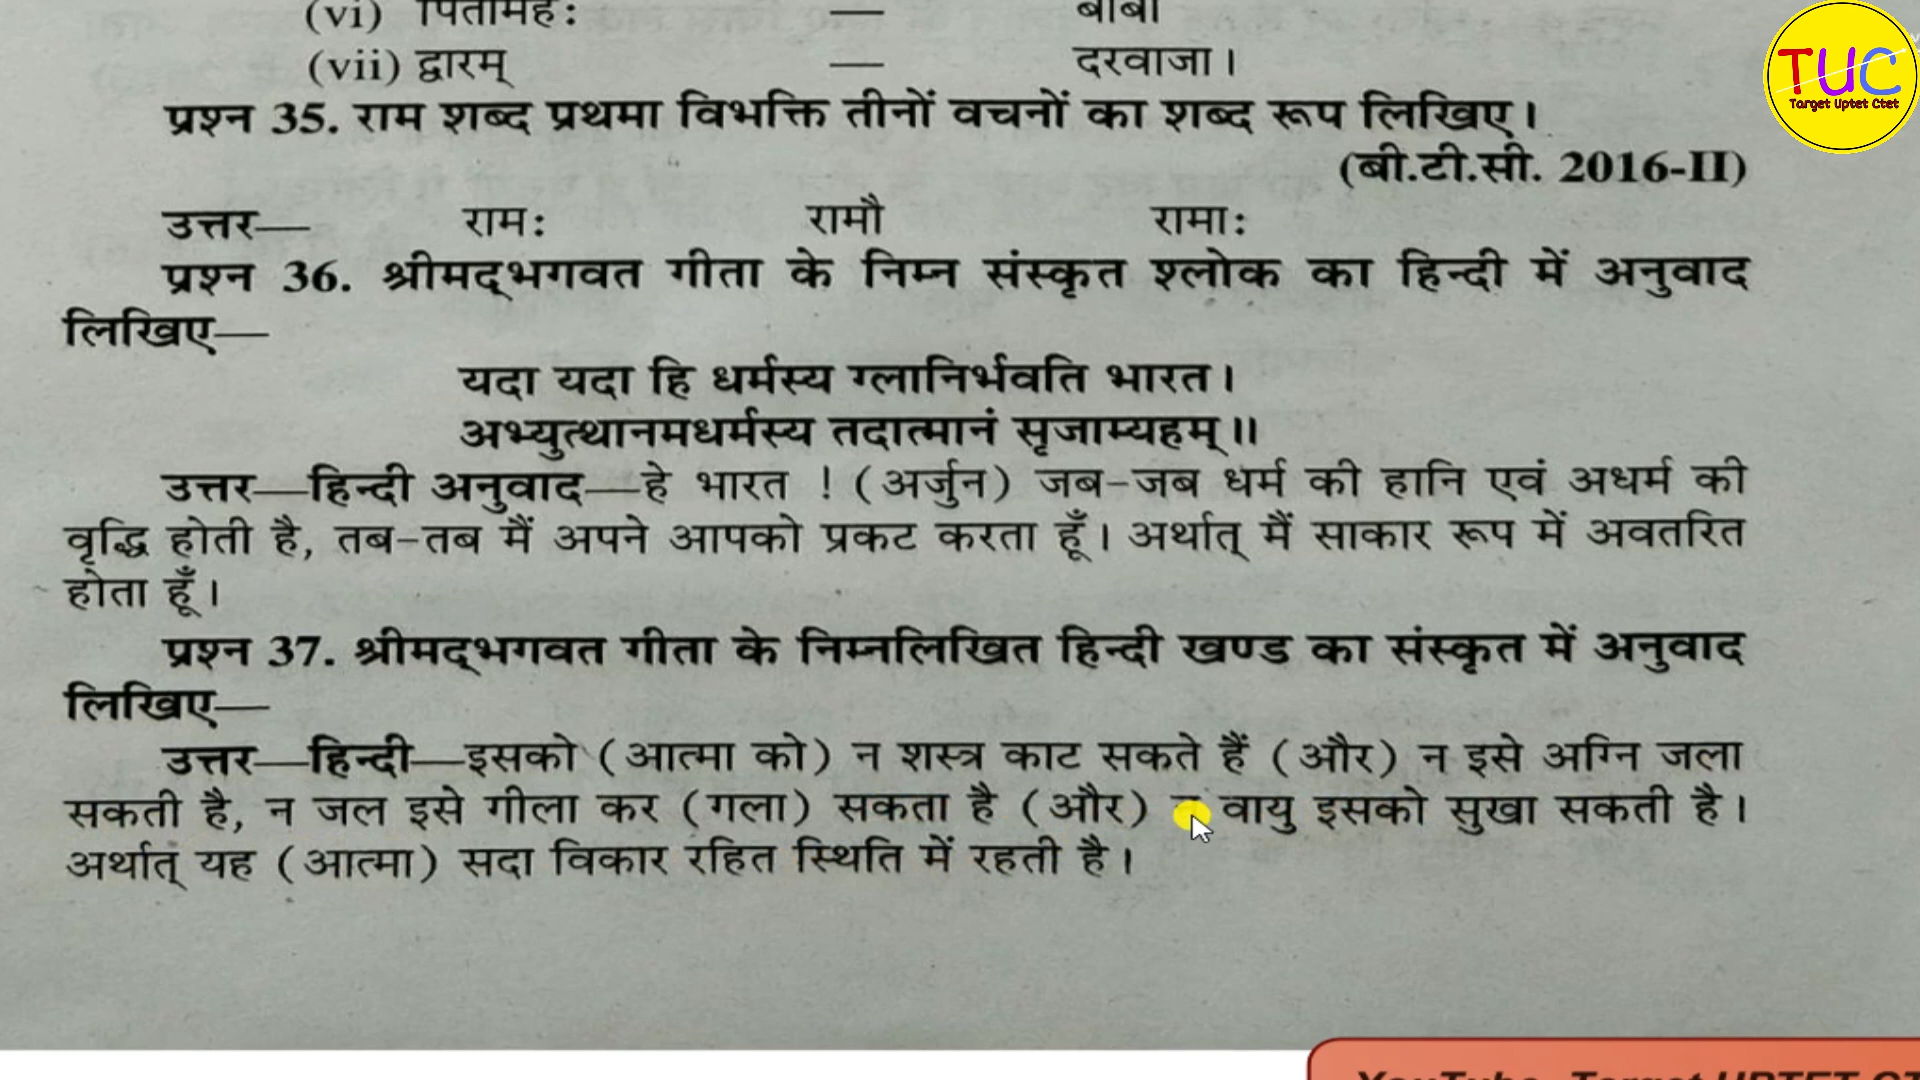 (vi) पितामहः — बाबा
(vii) द्वारम् — दरवाजा।
TUC
Target Uptet Ctet
प्रश्न 35. राम शब्द प्रथमा विभक्ति तीनों वचनों का शब्द रूप लिखिए।
(बी.टी.सी. 2016-II)
उत्तर— रामः रामौ रामाः
प्रश्न 36. श्रीमद्भगवत गीता के निम्न संस्कृत श्लोक का हिन्दी में अनुवाद
लिखिए—
यदा यदा हि धर्मस्य ग्लानिर्भवति भारत।
अभ्युत्थानमधर्मस्य तदात्मानं सृजाम्यहम्॥
उत्तर—हिन्दी अनुवाद—हे भारत ! (अर्जुन) जब-जब धर्म की हानि एवं अधर्म की
वृद्धि होती है, तब-तब मैं अपने आपको प्रकट करता हूँ। अर्थात् मैं साकार रूप में अवतरित
होता हूँ।
प्रश्न 37. श्रीमद्भगवत गीता के निम्नलिखित हिन्दी खण्ड का संस्कृत में अनुवाद
लिखिए—
उत्तर—हिन्दी—इसको (आत्मा को) न शस्त्र काट सकते हैं (और) न इसे अग्नि जला
सकती है, न जल इसे गीला कर (गला) सकता है (और) न वायु इसको सुखा सकती है।
अर्थात् यह (आत्मा) सदा विकार रहित स्थिति में रहती है।
YouTube- Target UPTET CT